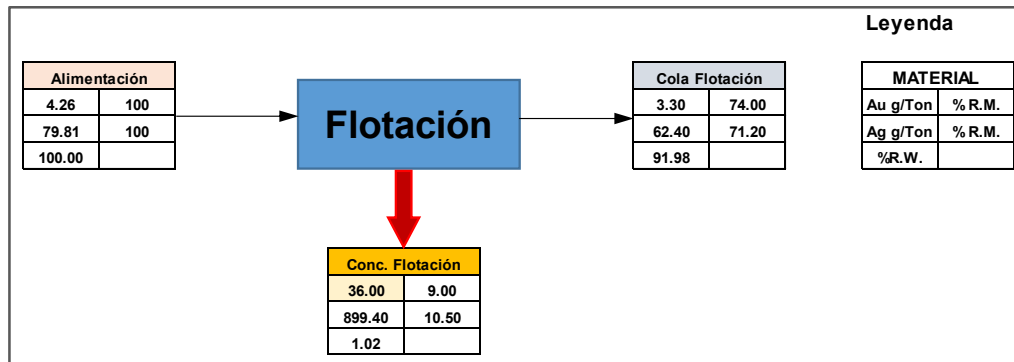 Leyenda
Alimentación
4.26 100
79.81 100
100.00
Flotación
Cola Flotación
3.30 74.00
62.40 71.20
91.98
MATERIAL
Au g/Ton % R.M.
Ag g/Ton % R.M.
%R.W.
Conc. Flotación
36.00 9.00
899.40 10.50
1.02